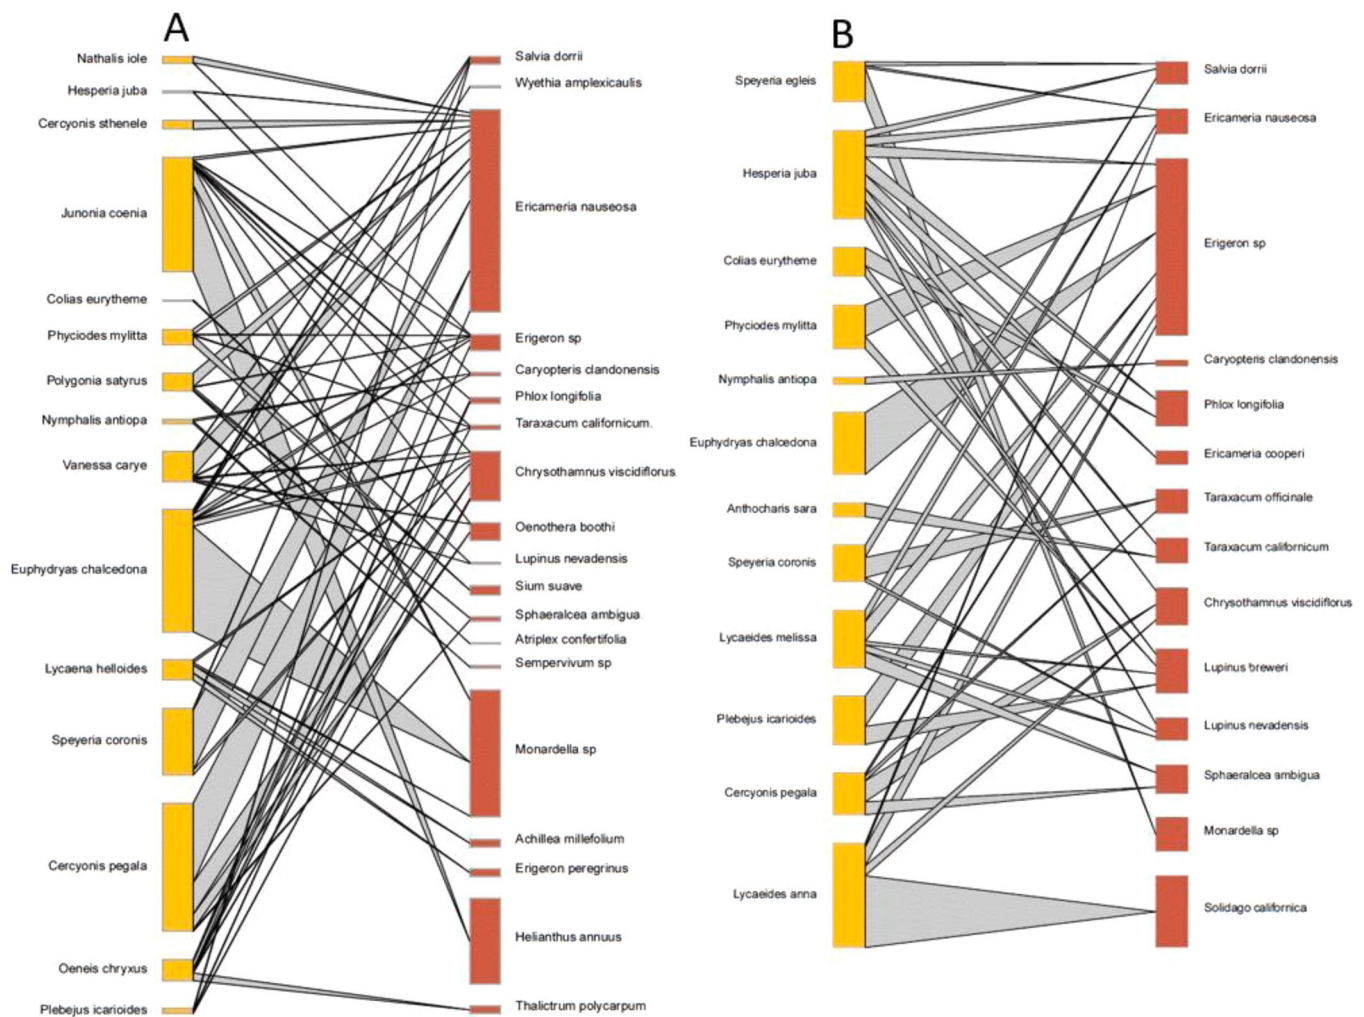 A
Nathalis iole
Hesperia juba
Cercyonis sthenele
Junonia coenia
Colias eurytheme
Phyciodes mylitta
Polygonia satyrus
Nymphalis antiopa
Vanessa carye
Euphydryas chalcedona
Lycaena helloides
Speyeria coronis
Cercyonis pegala
Oeneis chryxus
Plebejus icarioides
Salvia dorrii
Wyethia amplexicaulis
Ericameria nauseosa
Erigeron sp
Caryopteris clandonensis
Phlox longifolia
Taraxacum californicum.
Chrysothamnus viscidiflorus
Oenothera boothi
Lupinus nevadensis
Sium suave
Sphaeralcea ambigua
Atriplex confertifolia
Sempervivum sp
Monardella sp
Achillea millefolium
Erigeron peregrinus
Helianthus annuus
Thalictrum polycarpum
B
Speyeria egleis
Hesperia juba
Colias eurytheme
Phyciodes mylitta
Nymphalis antiopa
Euphydryas chalcedona
Anthocharis sara
Speyeria coronis
Lycaeides melissa
Plebejus icarioides
Cercyonis pegala
Lycaeides anna
Salvia dorrii
Ericameria nauseosa
Erigeron sp
Caryopteris clandonensis
Phlox longifolia
Ericameria cooperi
Taraxacum officinale
Taraxacum californicum
Chrysothamnus viscidiflorus
Lupinus breweri
Lupinus nevadensis
Sphaeralcea ambigua
Monardella sp
Solidago californica